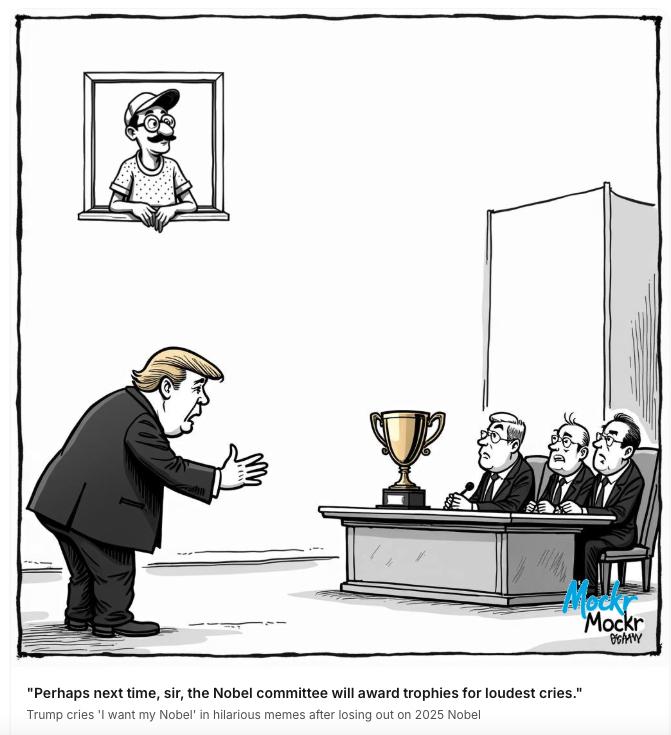 Mockr
Mockr
"Perhaps next time, sir, the Nobel committee will award trophies for loudest cries."
Trump cries 'I want my Nobel' in hilarious memes after losing out on 2025 Nobel